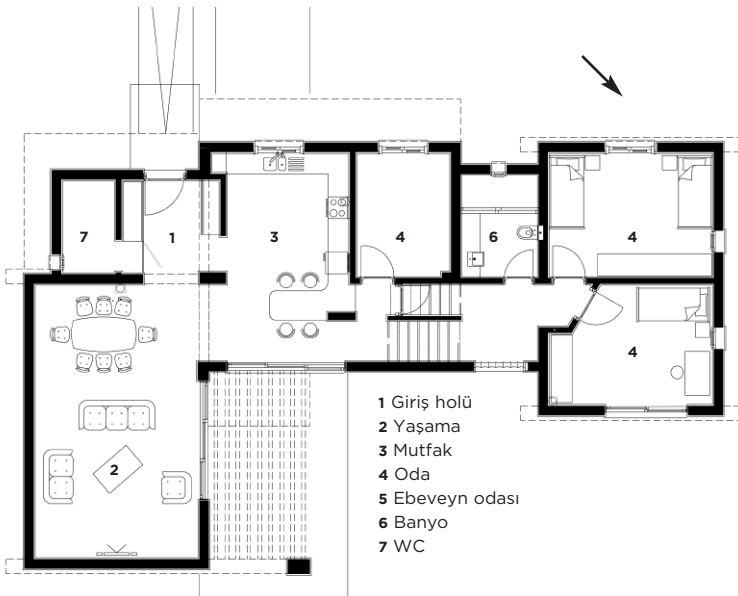 7
1
3
4
6
4
4
2
1 Giriş holü
2 Yaşama
3 Mutfak
4 Oda
5 Ebeveyn odası
6 Banyo
7 WC